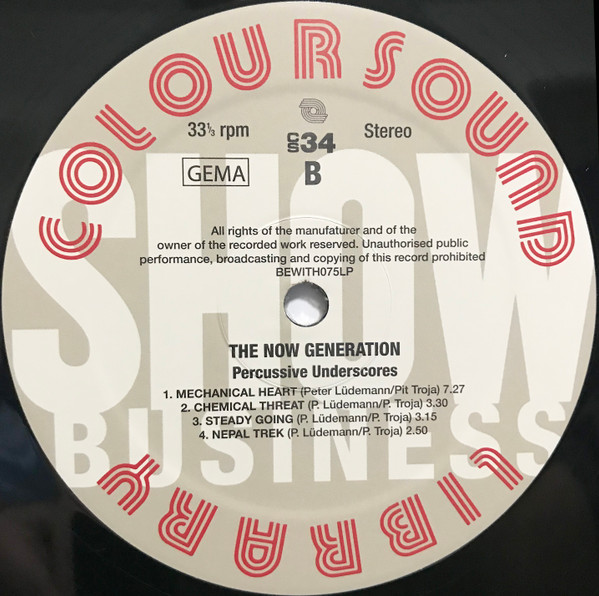 COLOURSOUND
33⅓ rpm
CS34
Stereo
GEMA
B
SHOW
All rights of the manufaturer and of the
owner of the recorded work reserved. Unauthorised public
performance, broadcasting and copying of this record prohibited
BEWITH075LP
THE NOW GENERATION
Percussive Underscores
1. MECHANICAL HEART (Peter Lüdemann/Pit Troja) 7.27
2. CHEMICAL THREAT (P. Lüdemann/P. Troja) 3.30
3. STEADY GOING (P. Lüdemann/P. Troja) 3.15
4. NEPAL TREK (P. Lüdemann/P. Troja) 2.50
BUSINESS
LIBRARY